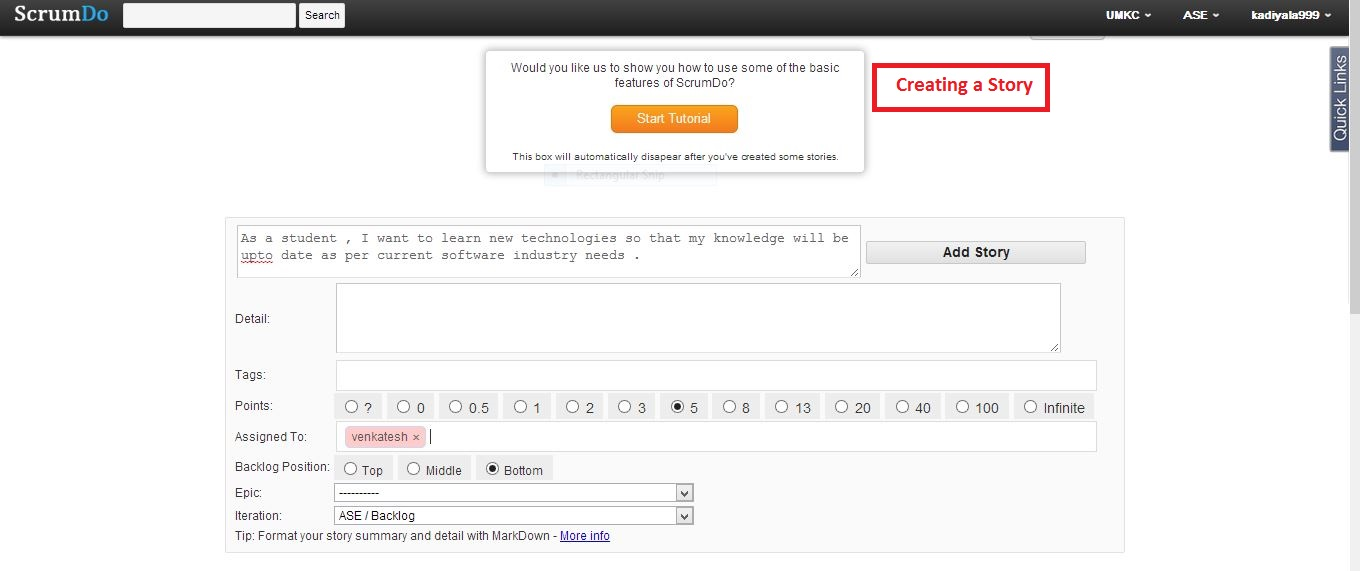 ScrumDo Search UMKC ASE kadiyala999
Would you like us to show you how to use some of the basic
features of ScrumDo?
Start Tutorial
This box will automatically disapear after you've created some stories.
Creating a Story
Quick Links
Rectangular Snip
As a student , I want to learn new technologies so that my knowledge will be
upto date as per current software industry needs .
Add Story
Detail:
Tags:
Points: ? 0 0.5 1 2 3 5 8 13 20 40 100 Infinite
Assigned To: venkatesh ×
Backlog Position: Top Middle Bottom
Epic: ----------
Iteration: ASE / Backlog
Tip: Format your story summary and detail with MarkDown - More info